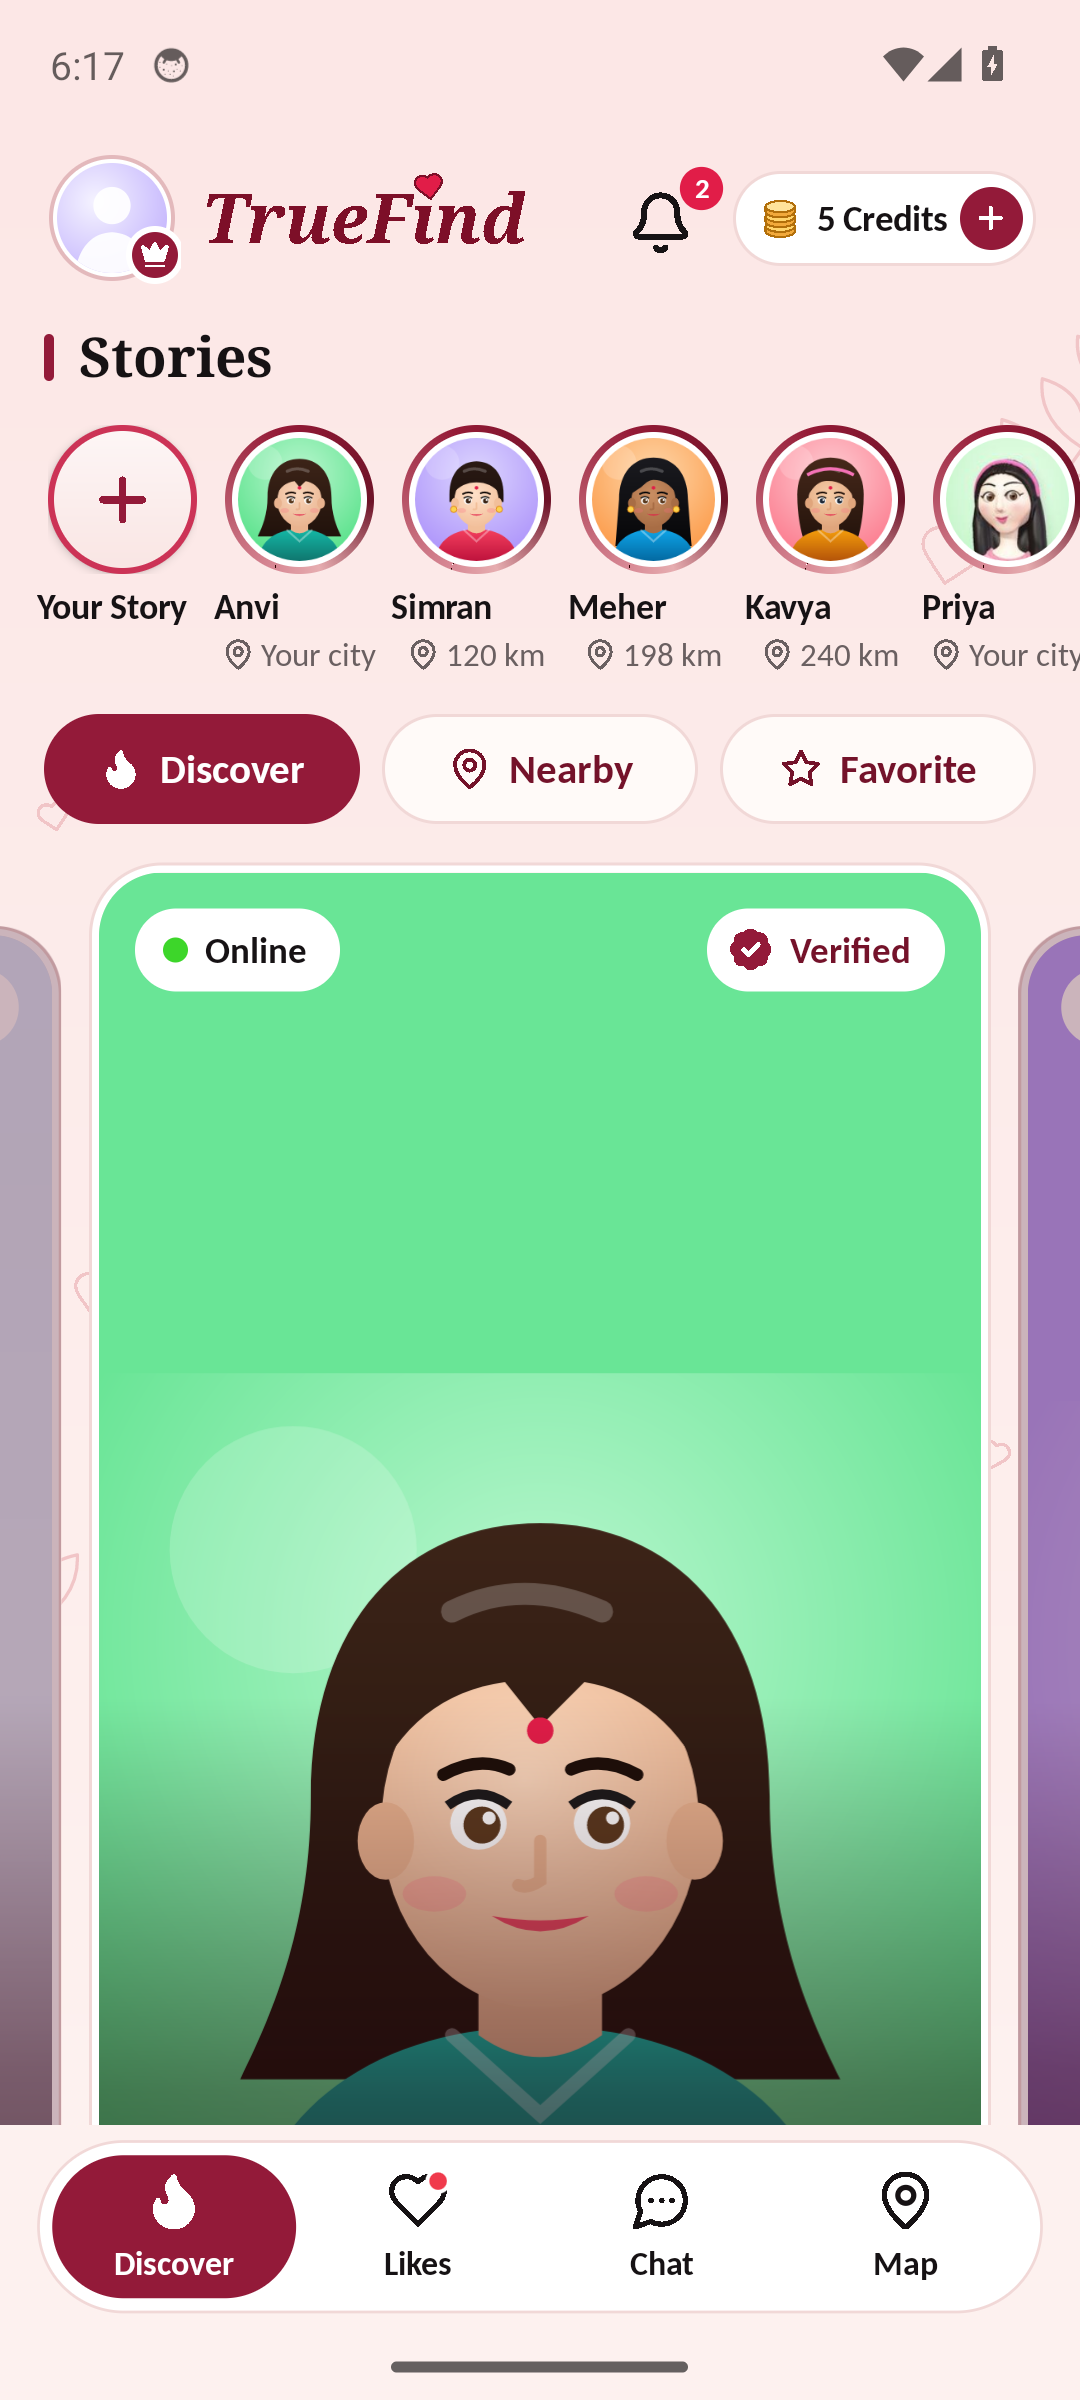 6:17
TrueFind
2
5 Credits
Stories
Your Story
Anvi
Simran
Meher
Kavya
Priya
Your city
120 km
198 km
240 km
Your city
Discover
Nearby
Favorite
Online
Verified
Discover
Likes
Chat
Map